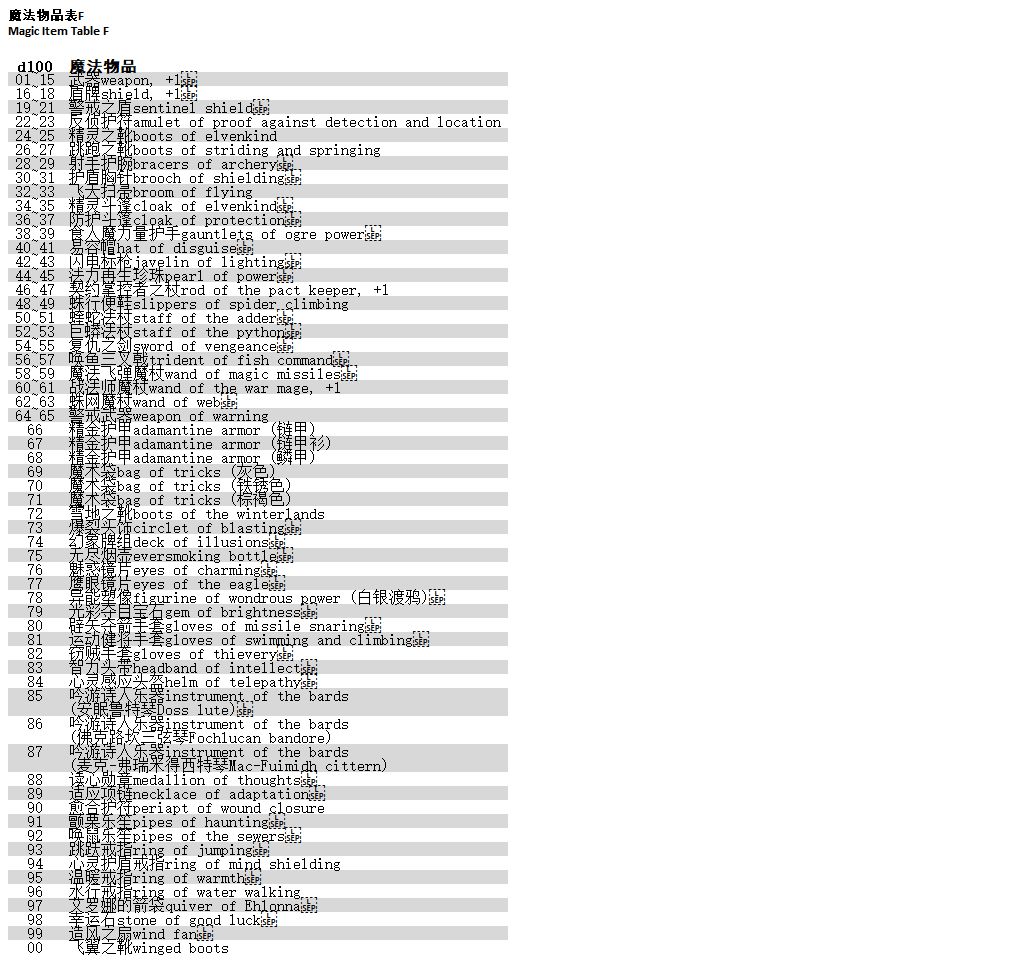 魔法物品表F
Magic Item Table F
d100 魔法物品
01~15 武器weapon, +1
16~18 盾牌shield, +1
19~21 警戒之盾sentinel shield
22~23 反侦护符amulet of proof against detection and location
24~25 精灵之靴boots of elvenkind
26~27 跳跑之靴boots of striding and springing
28~29 射手护腕bracers of archery
30~31 护盾胸针brooch of shielding
32~33 飞天扫帚broom of flying
34~35 精灵斗篷cloak of elvenkind
36~37 防护斗篷cloak of protection
38~39 食人魔力量护手gauntlets of ogre power
40~41 易容帽hat of disguise
42~43 闪电标枪javelin of lighting
44~45 法力再生珍珠pearl of power
46~47 契约掌控者之杖rod of the pact keeper, +1
48~49 蛛行便鞋slippers of spider climbing
50~51 蝰蛇法杖staff of the adder
52~53 巨蟒法杖staff of the python
54~55 复仇之剑sword of vengeance
56~57 唤鱼三叉戟trident of fish command
58~59 魔法飞弹魔杖wand of magic missiles
60~61 战法师魔杖wand of the war mage, +1
62~63 蛛网魔杖wand of web
64~65 警戒武器weapon of warning
66 精金护甲adamantine armor (链甲)
67 精金护甲adamantine armor (链甲衫)
68 精金护甲adamantine armor (鳞甲)
69 魔术袋bag of tricks (灰色)
70 魔术袋bag of tricks (铁锈色)
71 魔术袋bag of tricks (棕褐色)
72 雪地之靴boots of the winterlands
73 爆裂头饰circlet of blasting
74 幻象牌组deck of illusions
75 无尽烟壶eversmoking bottle
76 魅惑镜片eyes of charming
77 鹰眼镜片eyes of the eagle
78 异能塑像figurine of wondrous power (白银渡鸦)
79 光彩夺目宝石gem of brightness
80 辟矢夺箭手套gloves of missile snaring
81 运动健将手套gloves of swimming and climbing
82 窃贼手套gloves of thievery
83 智力头带headband of intellect
84 心灵感应头盔helm of telepathy
85 吟游诗人乐器instrument of the bards
(安眠鲁特琴Doss lute)
86 吟游诗人乐器instrument of the bards
(佛克路坎三弦琴Fochlucan bandore)
87 吟游诗人乐器instrument of the bards
(麦克-弗瑞米得西特琴Mac-Fuimidh cittern)
88 读心勋章medallion of thoughts
89 适应项链necklace of adaptation
90 愈合护符periapt of wound closure
91 颤栗乐笙pipes of haunting
92 唤鼠乐笙pipes of the sewers
93 跳跃戒指ring of jumping
94 心灵护盾戒指ring of mind shielding
95 温暖戒指ring of warmth
96 水行戒指ring of water walking
97 艾罗娜的箭袋quiver of Ehlonna
98 幸运石stone of good luck
99 造风之扇wind fan
00 飞翼之靴winged boots